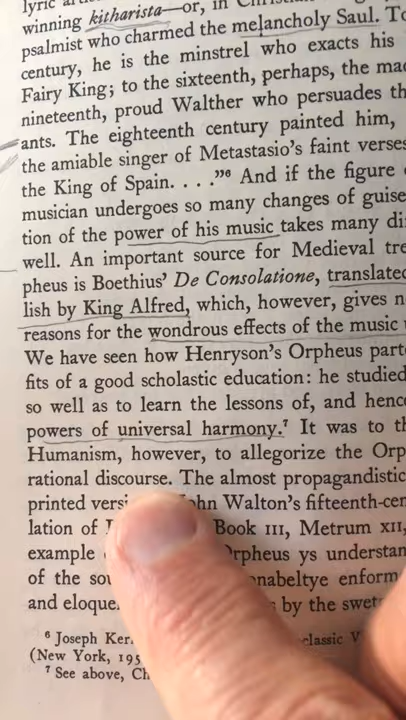 lyric
winning kitharista—or, in
psalmist who charmed the melancholy Saul. To
century, he is the minstrel who exacts his
Fairy King; to the sixteenth, perhaps, the
nineteenth, proud Walther who persuades
ants. The eighteenth century painted him,
the amiable singer of Metastasio's faint verses
the King of Spain. . . ."⁶ And if the figure
musician undergoes so many changes of guise
tion of the power of his music takes many
well. An important source for Medieval
pheus is Boethius' De Consolatione, translated
lish by King Alfred, which, however, gives
reasons for the wondrous effects of the music
We have seen how Henryson's Orpheus
fits of a good scholastic education: he studied
so well as to learn the lessons of, and
powers of universal harmony.⁷ It was to
Humanism, however, to allegorize the
rational discourse. The almost propagandistic
printed Walton's
lation of Book III, Metrum XII,
example Orpheus ys
of the
and by the
⁶ Joseph
(New York,
⁷ See above,